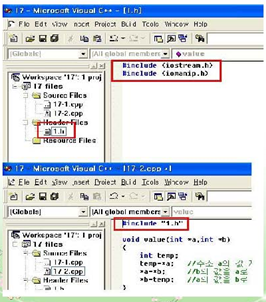 17 - Microsoft Visual C++ - [1.h]
File Edit View Insert Project Build Tools Window Help
(Globals) [All global members value
Workspace "17": 1 proj
17 files
Source Files
17-1.cpp
17-2.cpp
Header Files
1.h
Resource Files
#include <iostream.h>
#include <iomanip.h>
17 - Microsoft Visual C++ - [17-2.cpp *]
File Edit View Insert Project Build Tools Window Help
(Globals) [All global members value
Workspace "17": 1 proj
17 files
Source Files
17-1.cpp
17-2.cpp
Header Files
1.h
#include "1.h"
void value(int *a,int *b)
{
int temp;
temp=*a;
*a=*b;
*b=temp;